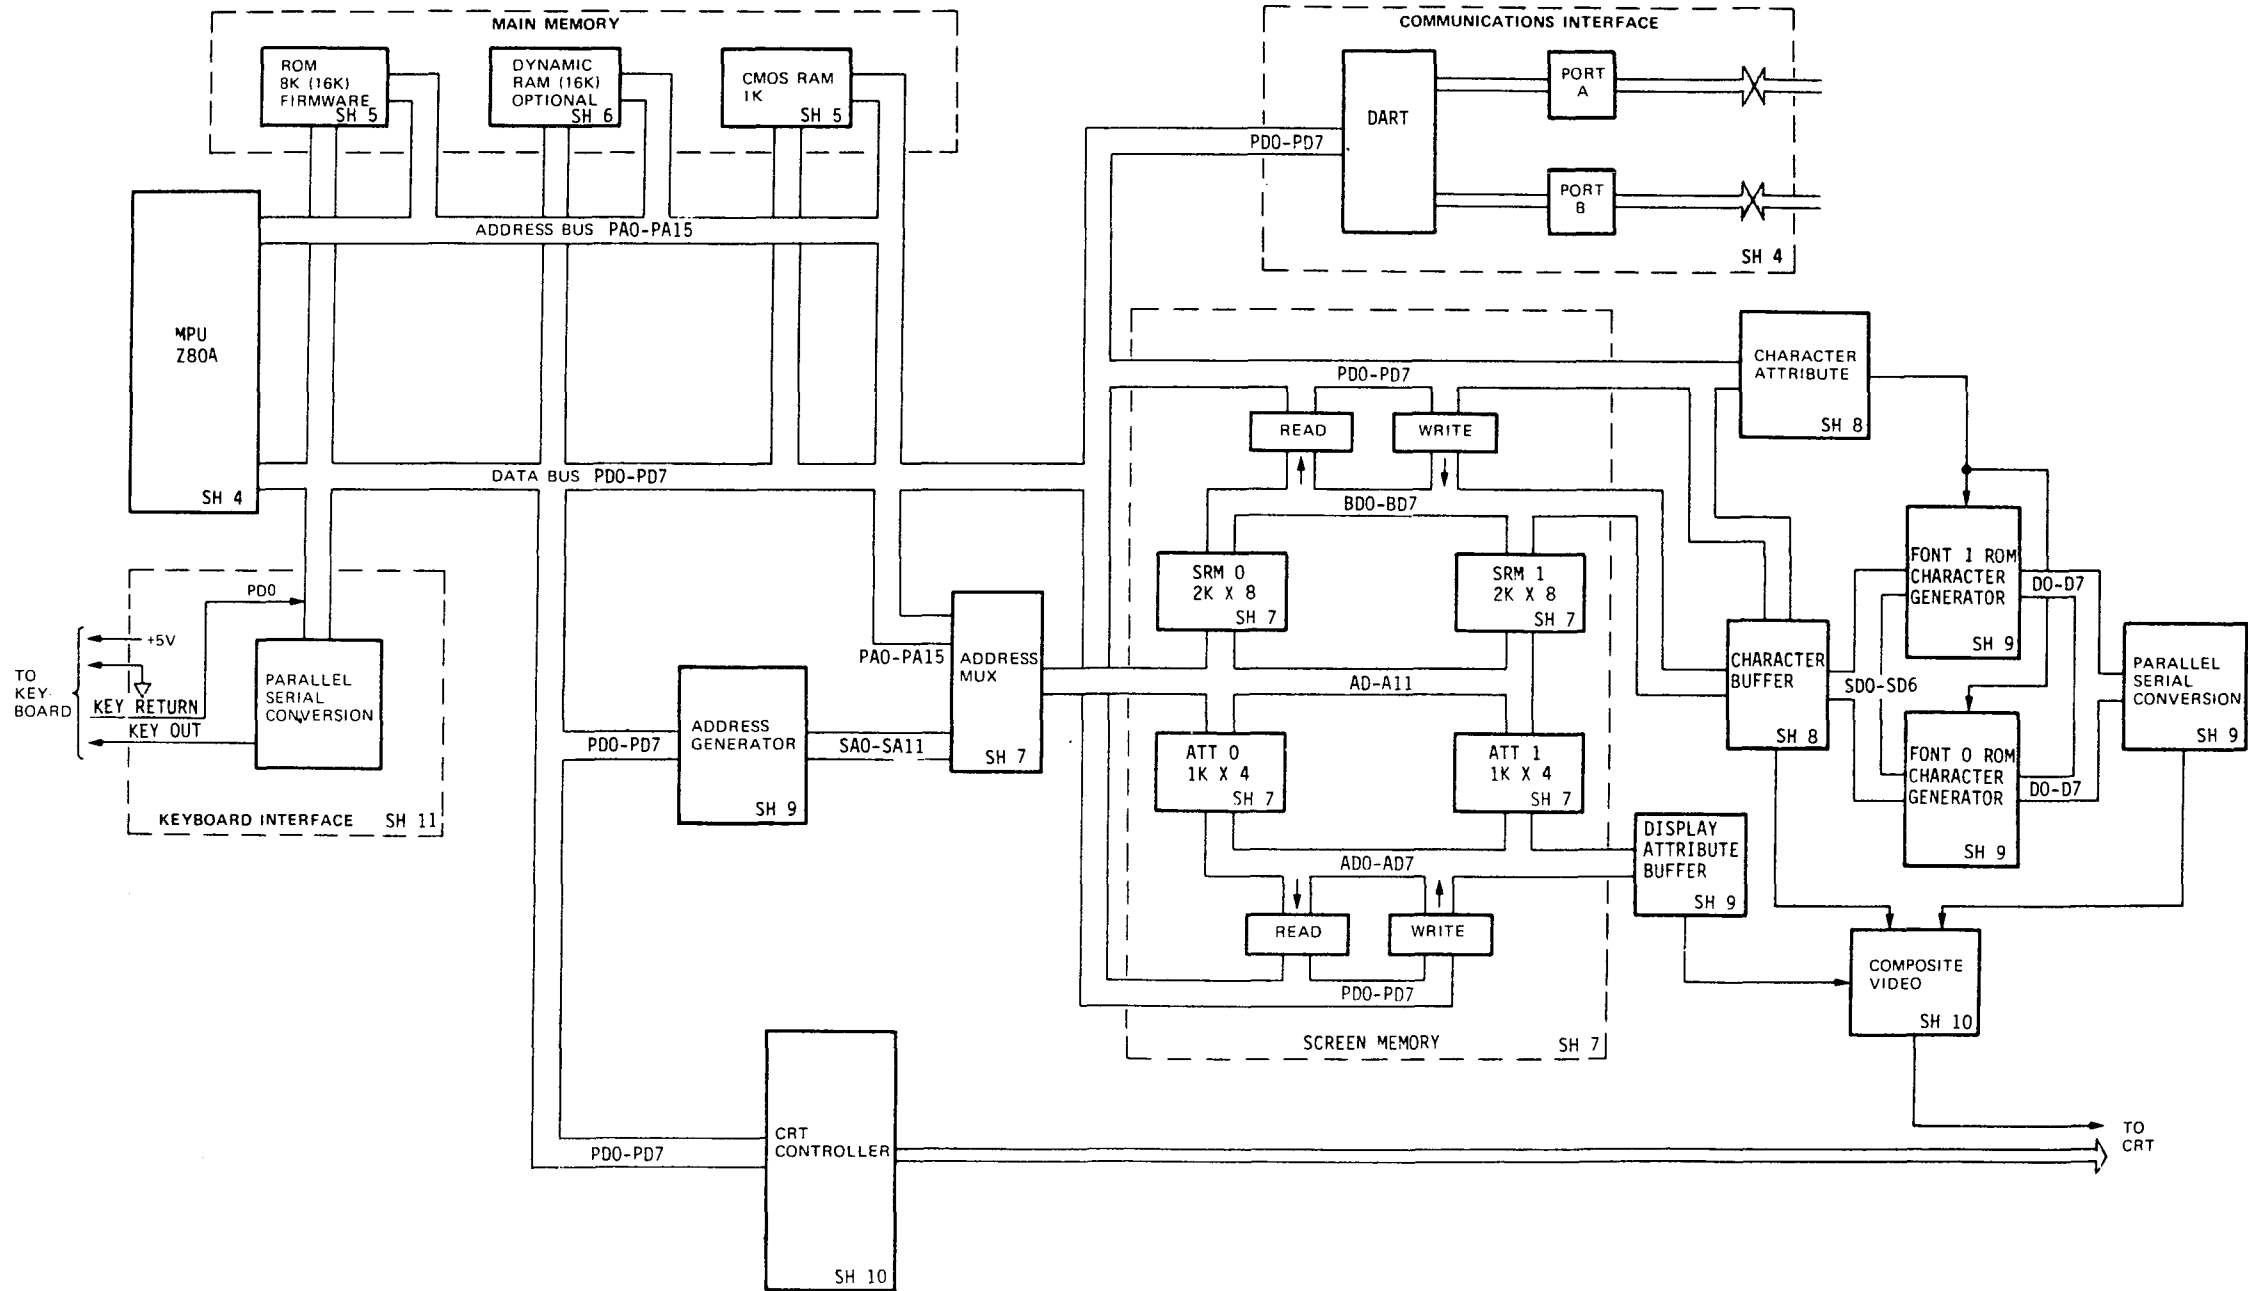 MAIN MEMORY
ROM
8K (16K)
FIRMWARE
SH 5
DYNAMIC
RAM (16K)
OPTIONAL
SH 6
CMOS RAM
1K
SH 5
COMMUNICATIONS INTERFACE
DART
PORT
A
PORT
B
PD0-PD7
SH 4
MPU
Z80A
SH 4
ADDRESS BUS PA0-PA15
DATA BUS PD0-PD7
PD0
+5V
TO
KEY-
BOARD
KEY RETURN
KEY OUT
PARALLEL
SERIAL
CONVERSION
KEYBOARD INTERFACE SH 11
PD0-PD7
ADDRESS
GENERATOR
SH 9
SA0-SA11
PA0-PA15
ADDRESS
MUX
SH 7
PD0-PD7
READ
WRITE
BD0-BD7
SRM 0
2K X 8
SH 7
SRM 1
2K X 8
SH 7
AD-A11
ATT 0
1K X 4
SH 7
ATT 1
1K X 4
SH 7
AD0-AD7
READ
WRITE
PD0-PD7
SCREEN MEMORY
SH 7
CHARACTER
ATTRIBUTE
SH 8
CHARACTER
BUFFER
SH 8
SD0-SD6
FONT 1 ROM
CHARACTER
GENERATOR
SH 9
D0-D7
FONT 0 ROM
CHARACTER
GENERATOR
SH 9
D0-D7
PARALLEL
SERIAL
CONVERSION
SH 9
DISPLAY
ATTRIBUTE
BUFFER
SH 9
COMPOSITE
VIDEO
SH 10
PD0-PD7
CRT
CONTROLLER
SH 10
TO
CRT